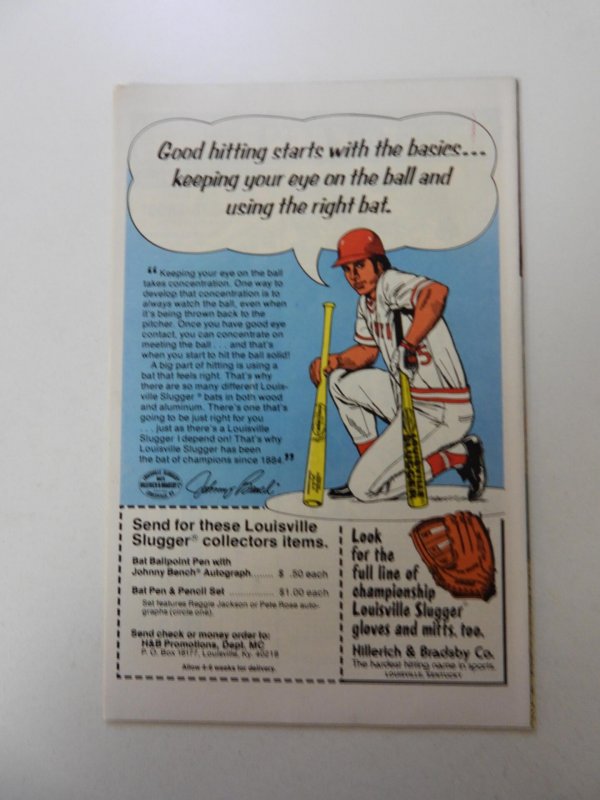 Good hitting starts with the basics...
keeping your eye on the ball and
using the right bat.
“ Keeping your eye on the ball
takes concentration. One way to
develop that concentration is to
always watch the ball, even when
it's being thrown back to the
pitcher. Once you have good eye
contact, you can concentrate on
meeting the ball . . . and that's
when you start to hit the ball solid!
A big part of hitting is using a
bat that feels right. That's why
there are so many different Louis-
ville Slugger® bats in both wood
and aluminum. There's one that's
going to be just right for you
. . . just as there's a Louisville
Slugger I depend on! That's why
Louisville Slugger has been
the bat of champions since 1884.”
Johnny Bench
Send for these Louisville
Slugger® collectors items.
Bat Ballpoint Pen with
Johnny Bench® Autograph....... $ .50 each
Bat Pen & Pencil Set ............... $1.00 each
Set features Reggie Jackson or Pete Rose auto-
graphs (circle one).
Send check or money order to:
H&B Promotions, Dept. MC
P. O. Box 18177, Louisville, Ky. 40218
Allow 4-6 weeks for delivery.
Look
for the
full line of
championship
Louisville Slugger®
gloves and mitts, too.
Hillerich & Bradsby Co.
The hardest hitting name in sports.
LOUISVILLE, KENTUCKY